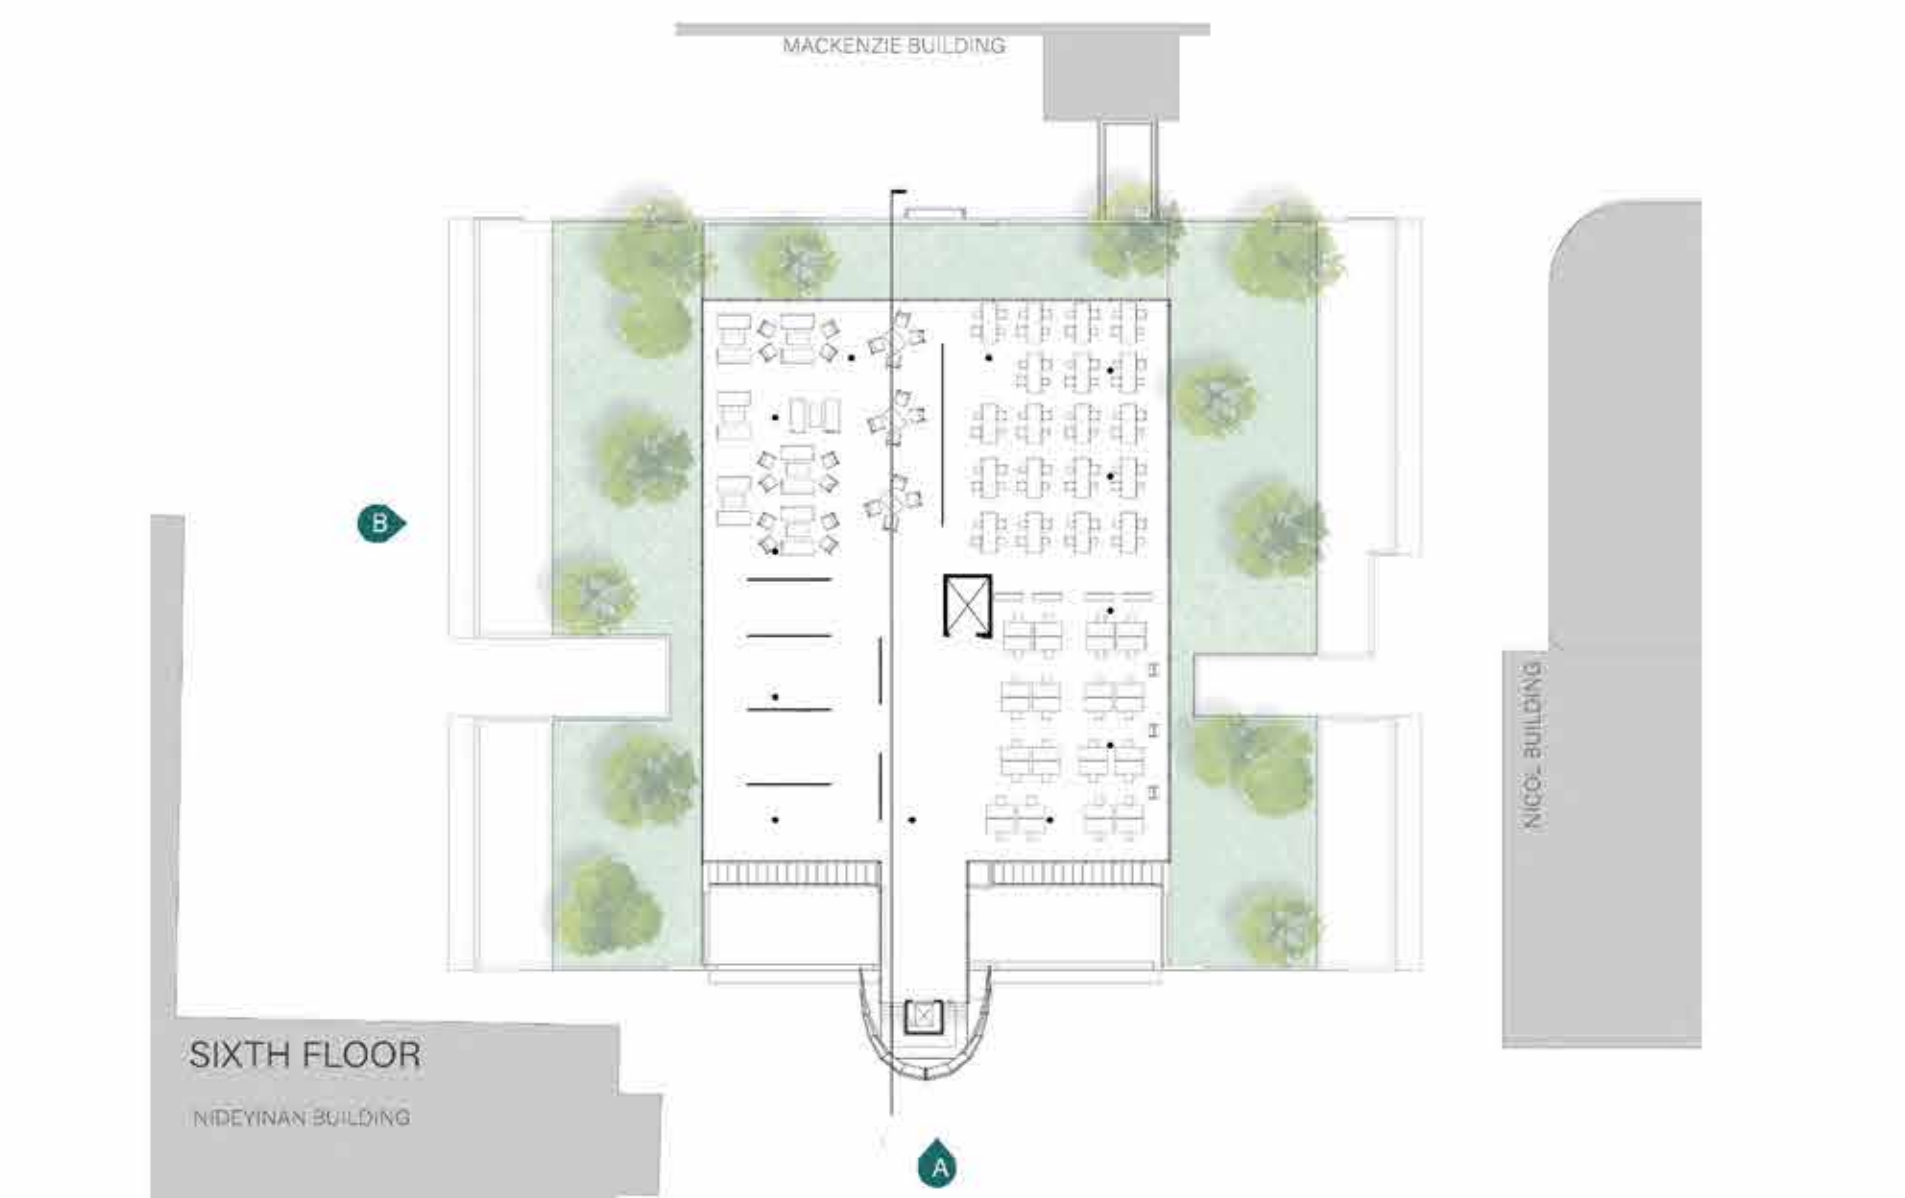 MACKENZIE BUILDING
B
NICOL BUILDING
SIXTH FLOOR
NIDEYINAN BUILDING
A